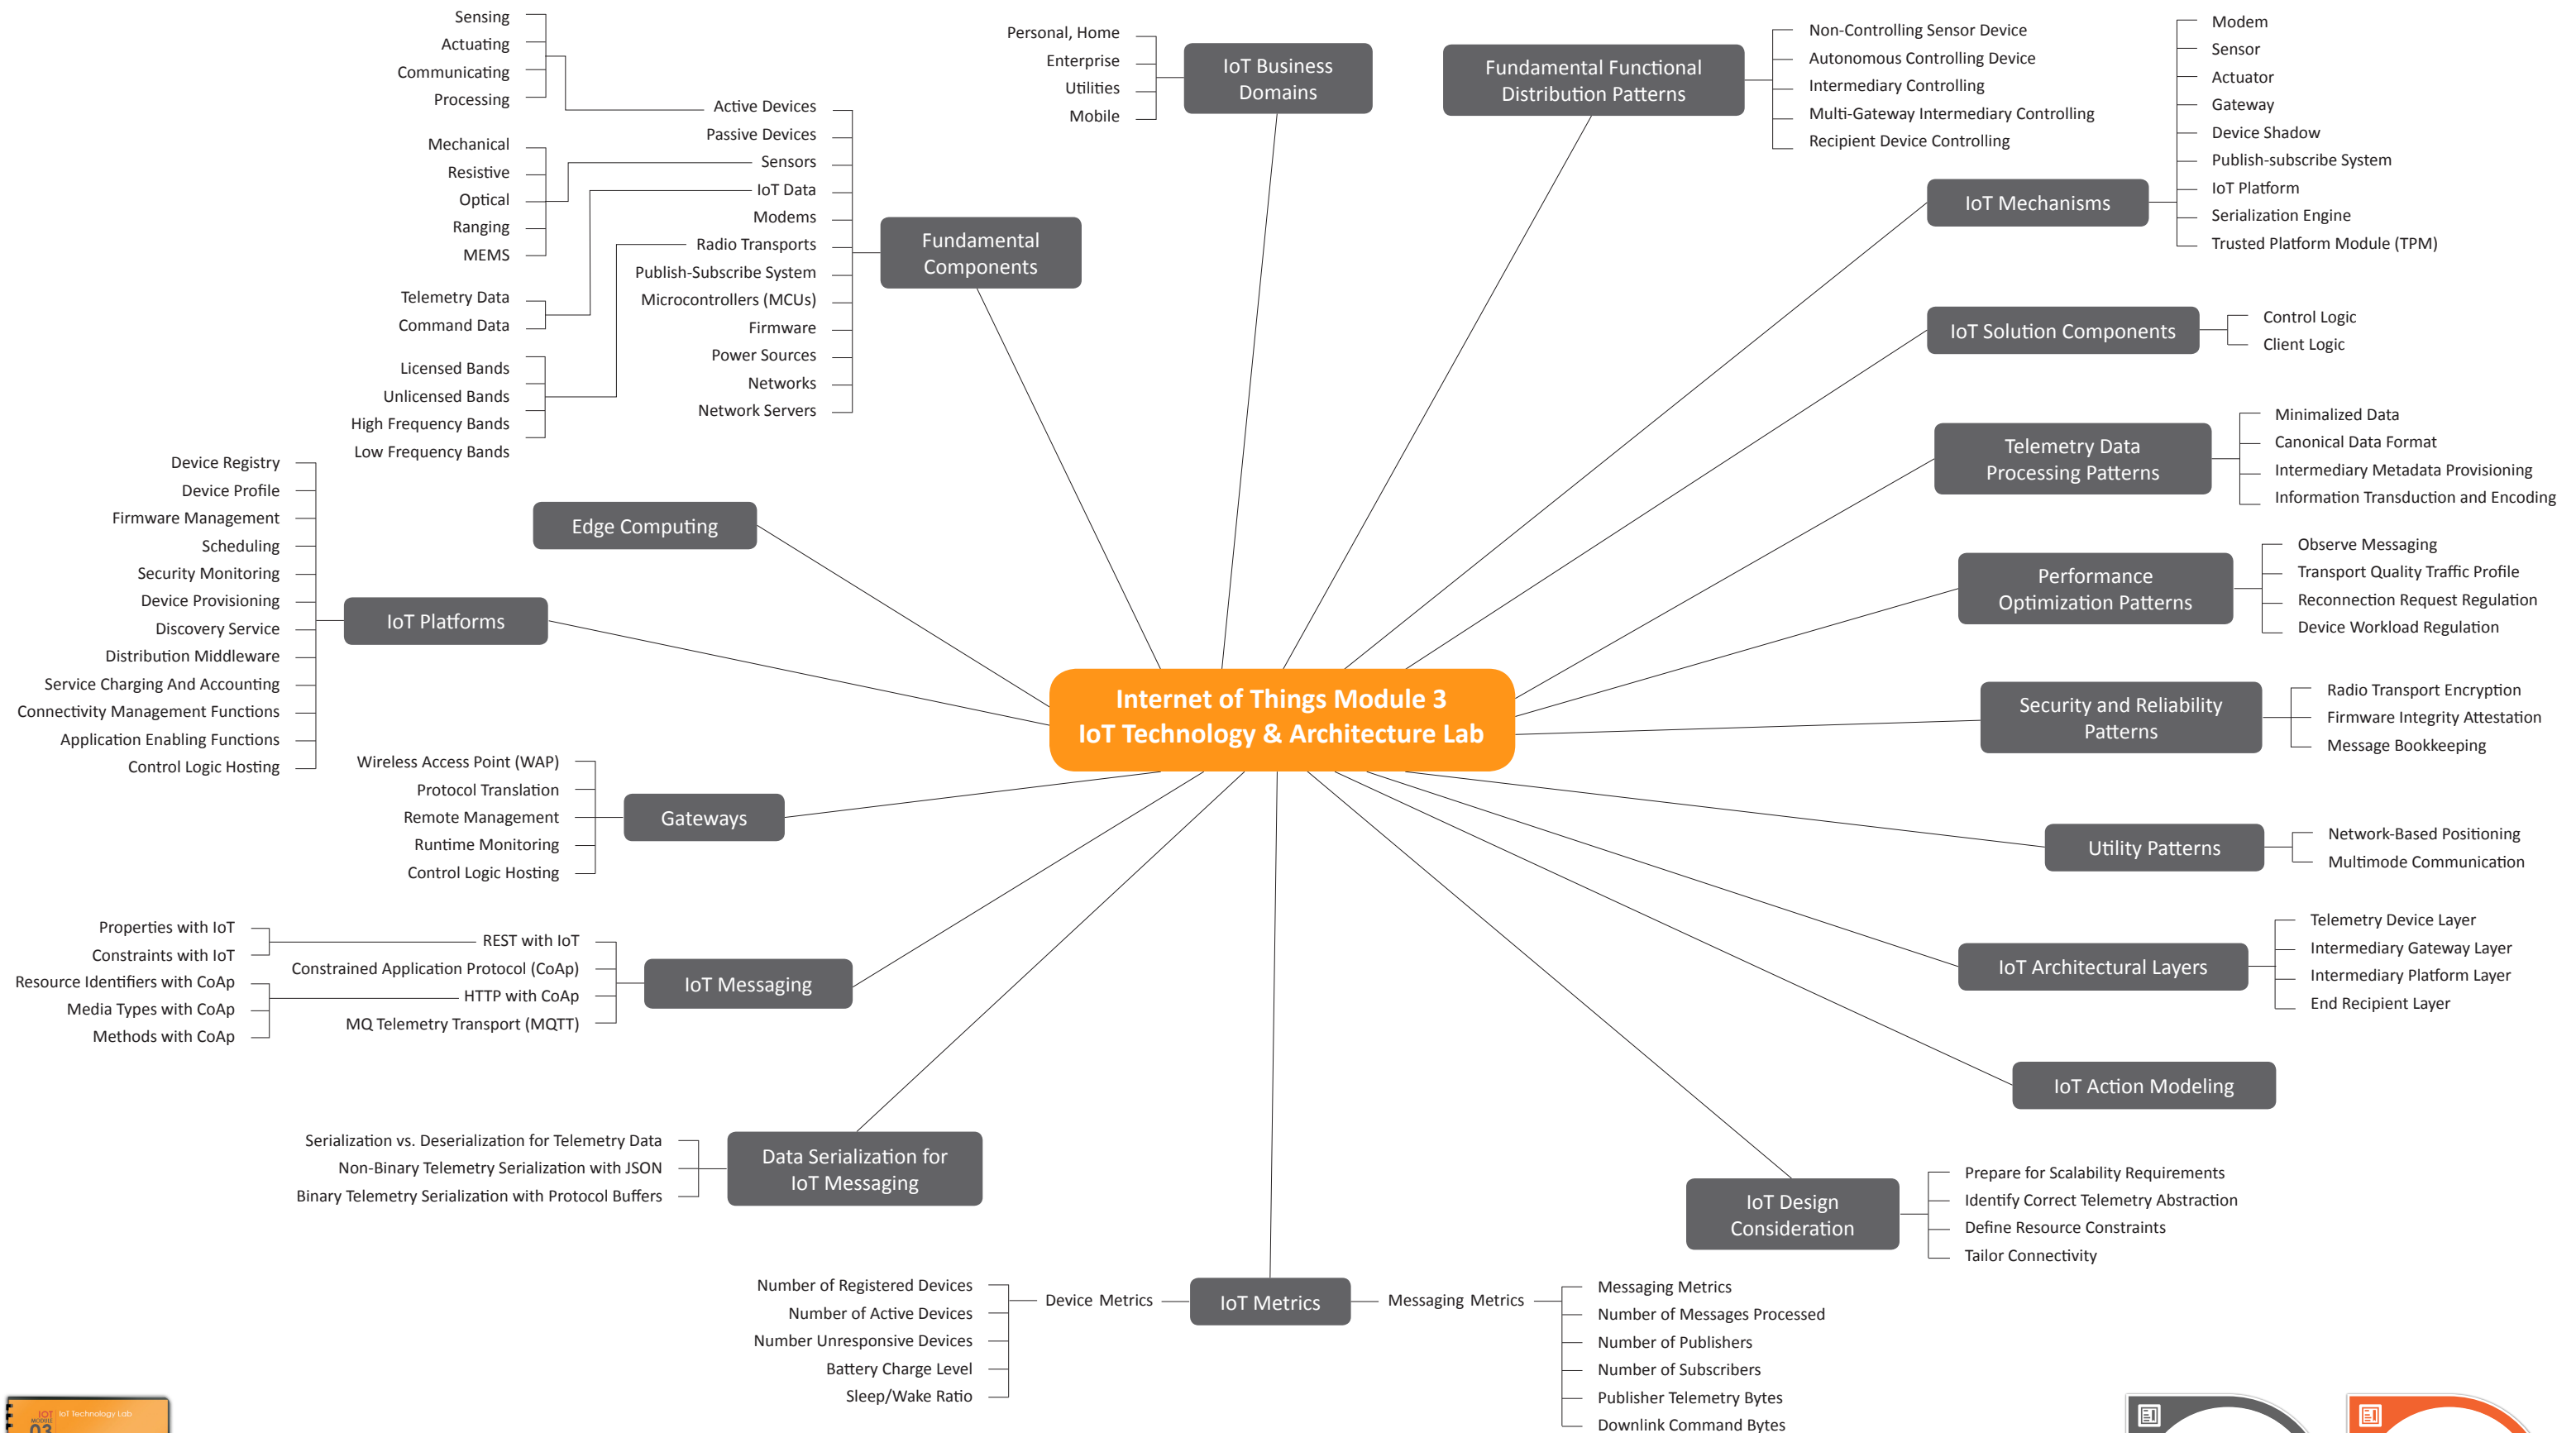 Sensing
Actuating
Communicating
Processing
Mechanical
Resistive
Optical
Ranging
MEMS
Telemetry Data
Command Data
Licensed Bands
Unlicensed Bands
High Frequency Bands
Low Frequency Bands
Active Devices
Passive Devices
Sensors
IoT Data
Modems
Radio Transports
Publish-Subscribe System
Microcontrollers (MCUs)
Firmware
Power Sources
Networks
Network Servers
Fundamental
Components
Personal, Home
Enterprise
Utilities
Mobile
IoT Business
Domains
Fundamental Functional
Distribution Patterns
Non-Controlling Sensor Device
Autonomous Controlling Device
Intermediary Controlling
Multi-Gateway Intermediary Controlling
Recipient Device Controlling
IoT Mechanisms
Modem
Sensor
Actuator
Gateway
Device Shadow
Publish-subscribe System
IoT Platform
Serialization Engine
Trusted Platform Module (TPM)
IoT Solution Components
Control Logic
Client Logic
Telemetry Data
Processing Patterns
Minimalized Data
Canonical Data Format
Intermediary Metadata Provisioning
Information Transduction and Encoding
Performance
Optimization Patterns
Observe Messaging
Transport Quality Traffic Profile
Reconnection Request Regulation
Device Workload Regulation
Security and Reliability
Patterns
Radio Transport Encryption
Firmware Integrity Attestation
Message Bookkeeping
Utility Patterns
Network-Based Positioning
Multimode Communication
IoT Architectural Layers
Telemetry Device Layer
Intermediary Gateway Layer
Intermediary Platform Layer
End Recipient Layer
IoT Action Modeling
IoT Design
Consideration
Prepare for Scalability Requirements
Identify Correct Telemetry Abstraction
Define Resource Constraints
Tailor Connectivity
Internet of Things Module 3
IoT Technology & Architecture Lab
Edge Computing
Device Registry
Device Profile
Firmware Management
Scheduling
Security Monitoring
Device Provisioning
Discovery Service
Distribution Middleware
Service Charging And Accounting
Connectivity Management Functions
Application Enabling Functions
Control Logic Hosting
IoT Platforms
Wireless Access Point (WAP)
Protocol Translation
Remote Management
Runtime Monitoring
Control Logic Hosting
Gateways
Properties with IoT
Constraints with IoT
Resource Identifiers with CoAp
Media Types with CoAp
Methods with CoAp
REST with IoT
Constrained Application Protocol (CoAp)
HTTP with CoAp
MQ Telemetry Transport (MQTT)
IoT Messaging
Serialization vs. Deserialization for Telemetry Data
Non-Binary Telemetry Serialization with JSON
Binary Telemetry Serialization with Protocol Buffers
Data Serialization for
IoT Messaging
Number of Registered Devices
Number of Active Devices
Number Unresponsive Devices
Battery Charge Level
Sleep/Wake Ratio
Device Metrics
IoT Metrics
Messaging Metrics
Messaging Metrics
Number of Messages Processed
Number of Publishers
Number of Subscribers
Publisher Telemetry Bytes
Downlink Command Bytes
IOT
MODULE
03
IoT Technology Lab